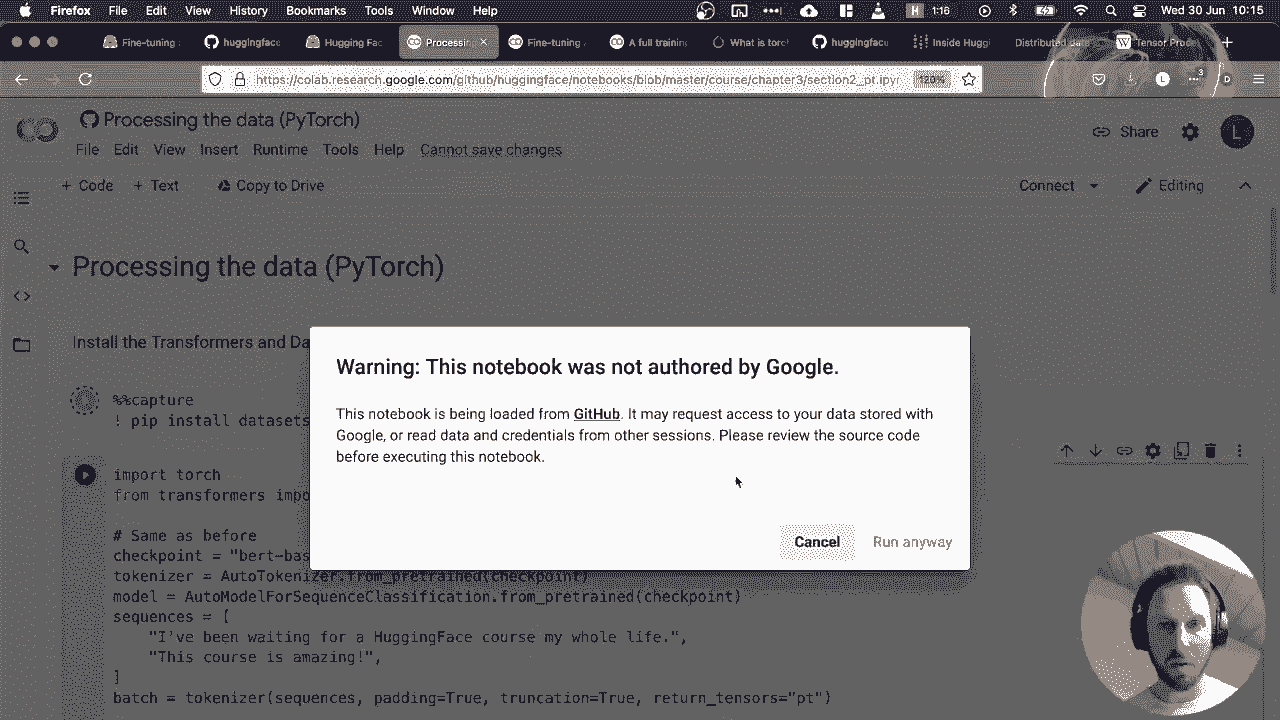 Firefox File Edit View History Bookmarks Tools Window Help 1:16 Wed 30 Jun 10:15
Fine-tuning huggingface Hugging Fac Processin Fine-tuning A full training What is torc huggingface Inside Huggi Distributed Tensor Proc
https://colab.research.google.com/github/huggingface/notebooks/blob/master/course/chapter3/section2_pt.ipyr 120%
Processing the data (PyTorch)
Share
File Edit View Insert Runtime Tools Help Cannot save changes
+ Code + Text Copy to Drive Connect Editing
Processing the data (PyTorch)
Install the Transformers and Da
Warning: This notebook was not authored by Google.
This notebook is being loaded from GitHub. It may request access to your data stored with
Google, or read data and credentials from other sessions. Please review the source code
before executing this notebook.
Cancel Run anyway
%%capture
! pip install datasets
import torch
from transformers impo
# Same as before
checkpoint = "bert-bas
tokenizer = AutoTokenizer.from_pretrained(checkpoint)
model = AutoModelForSequenceClassification.from_pretrained(checkpoint)
sequences = [
"I've been waiting for a HuggingFace course my whole life.",
"This course is amazing!",
]
batch = tokenizer(sequences, padding=True, truncation=True, return_tensors="pt")